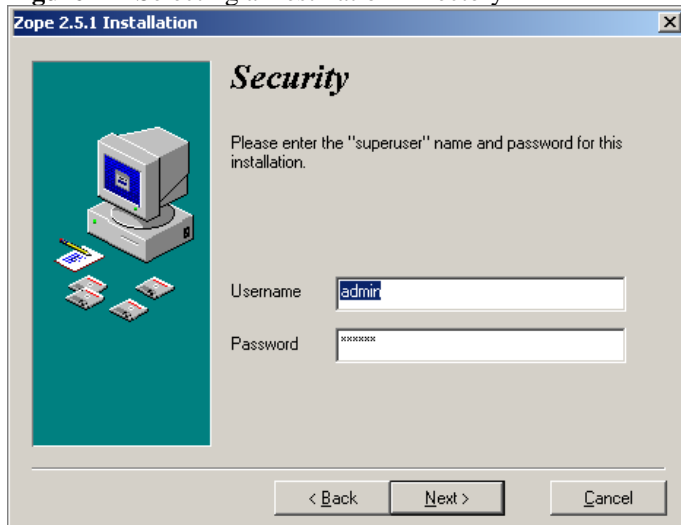 Zope 2.5.1 Installation
Security
Please enter the "superuser" name and password for this
installation.
Username
admin
Password
xxxxxx
< Back
Next >
Cancel